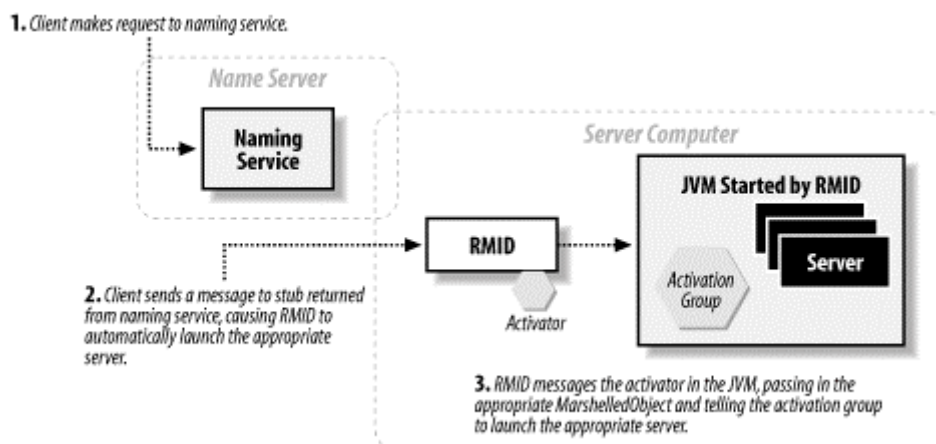 1. Client makes request to naming service.
Name Server
Naming
Service
Server Computer
JVM Started by RMID
RMID
Server
Activation
Group
Activator
2. Client sends a message to stub returned
from naming service, causing RMID to
automatically launch the appropriate
server.
3. RMID messages the activator in the JVM, passing in the
appropriate MarshelledObject and telling the activation group
to launch the appropriate server.